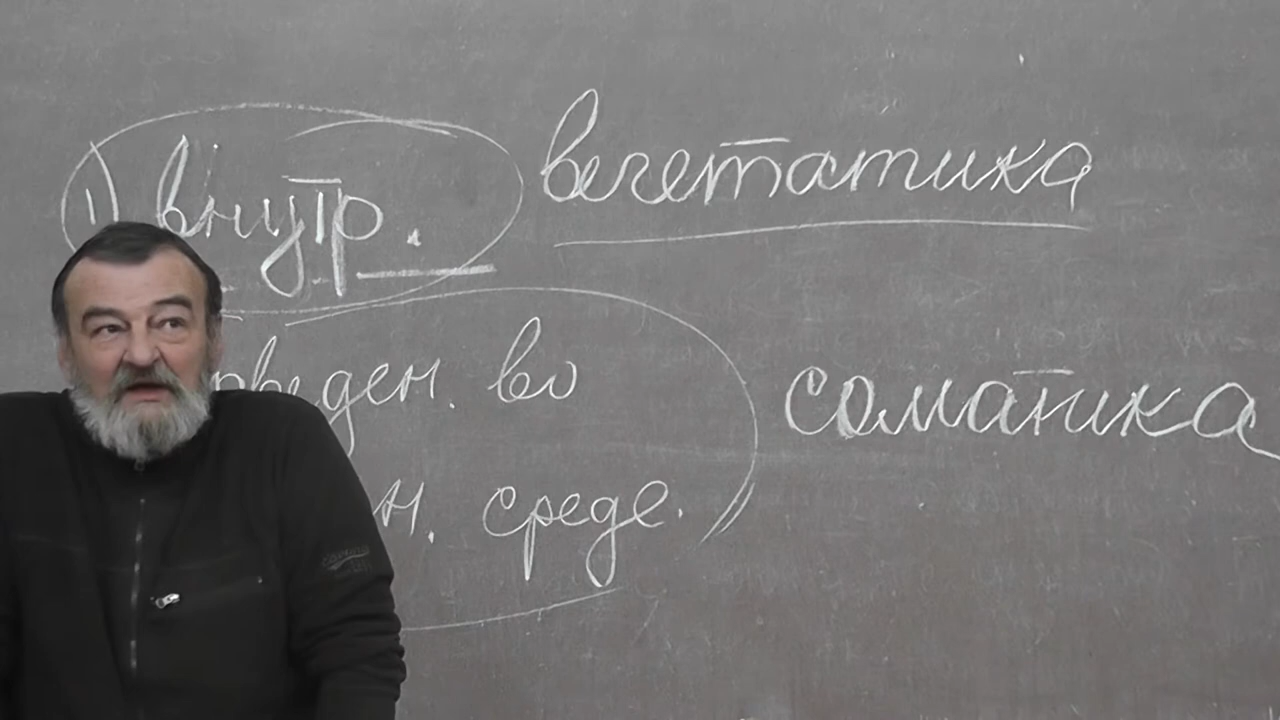 1) внутр. вегетатика
веден. во
соматика
н. среде.